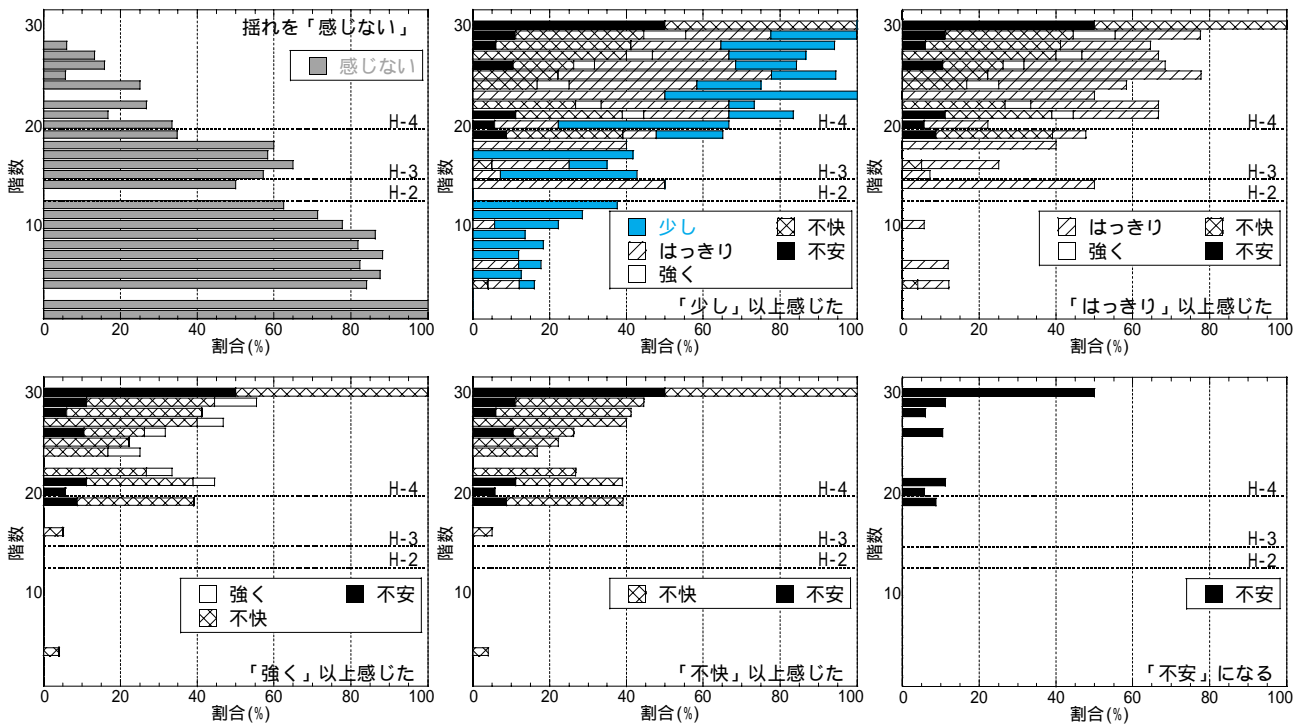 揺れを「感じない」
感じない
30
20
10
階数
H-4
H-3
H-2
0 20 40 60 80 100
割合(%)
30
20
10
階数
H-4
H-3
H-2
少し 不快
はっきり 不安
強く
「少し」以上感じた
0 20 40 60 80 100
割合(%)
30
20
10
階数
H-4
H-3
H-2
はっきり 不快
強く 不安
「はっきり」以上感じた
0 20 40 60 80 100
割合(%)
30
20
10
階数
H-4
H-3
H-2
強く 不安
不快
「強く」以上感じた
0 20 40 60 80 100
割合(%)
30
20
10
階数
H-4
H-3
H-2
不快 不安
「不快」以上感じた
0 20 40 60 80 100
割合(%)
30
20
10
階数
H-4
H-3
H-2
不安
「不安」になる
0 20 40 60 80 100
割合(%)